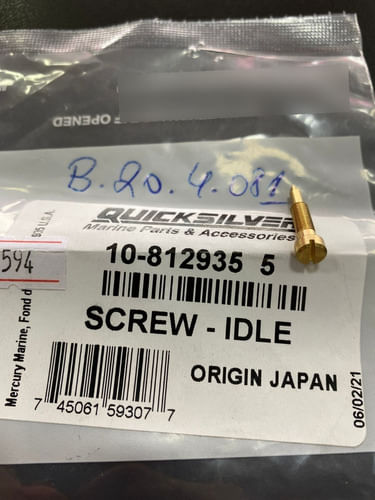 OPENED
B.20.4.081
935 U.S.A.
QUICKSILVER
Marine Parts & Accessories
594
10-812935 5
SCREW - IDLE
ORIGIN JAPAN
Mercury Marine, Fond d
7 45061 59307 7
06/02/21